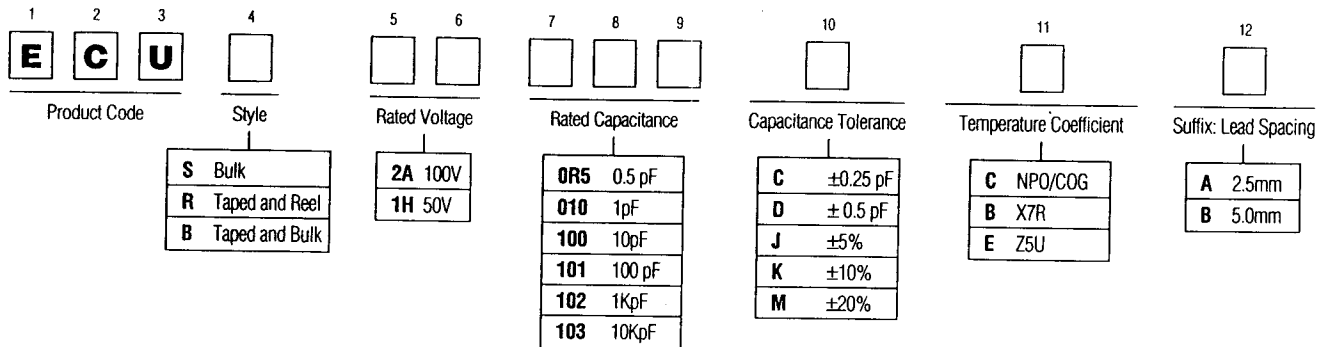 1 2 3 4 5 6 7 8 9 10 11 12
E C U
Product Code Style Rated Voltage Rated Capacitance Capacitance Tolerance Temperature Coefficient Suffix: Lead Spacing
S Bulk
R Taped and Reel
B Taped and Bulk
2A 100V
1H 50V
0R5 0.5 pF
010 1pF
100 10pF
101 100 pF
102 1KpF
103 10KpF
C ±0.25 pF
D ± 0.5 pF
J ±5%
K ±10%
M ±20%
C NPO/COG
B X7R
E Z5U
A 2.5mm
B 5.0mm